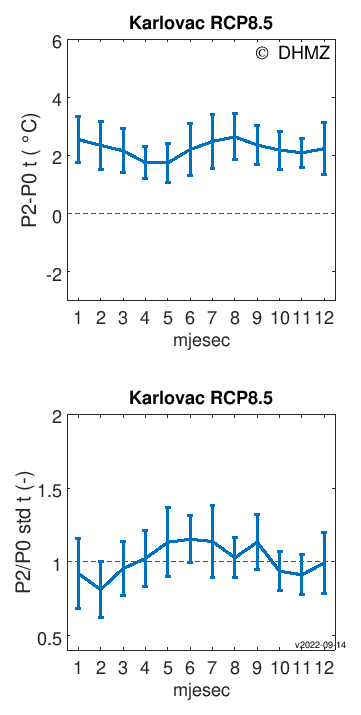 Karlovac RCP8.5
© DHMZ
P2-P0 t ( °C)
6
4
2
0
-2
1 2 3 4 5 6 7 8 9 10 11 12
mjesec
Karlovac RCP8.5
P2/P0 std t (-)
2
1.5
1
0.5
v2022-09-14
1 2 3 4 5 6 7 8 9 10 11 12
mjesec